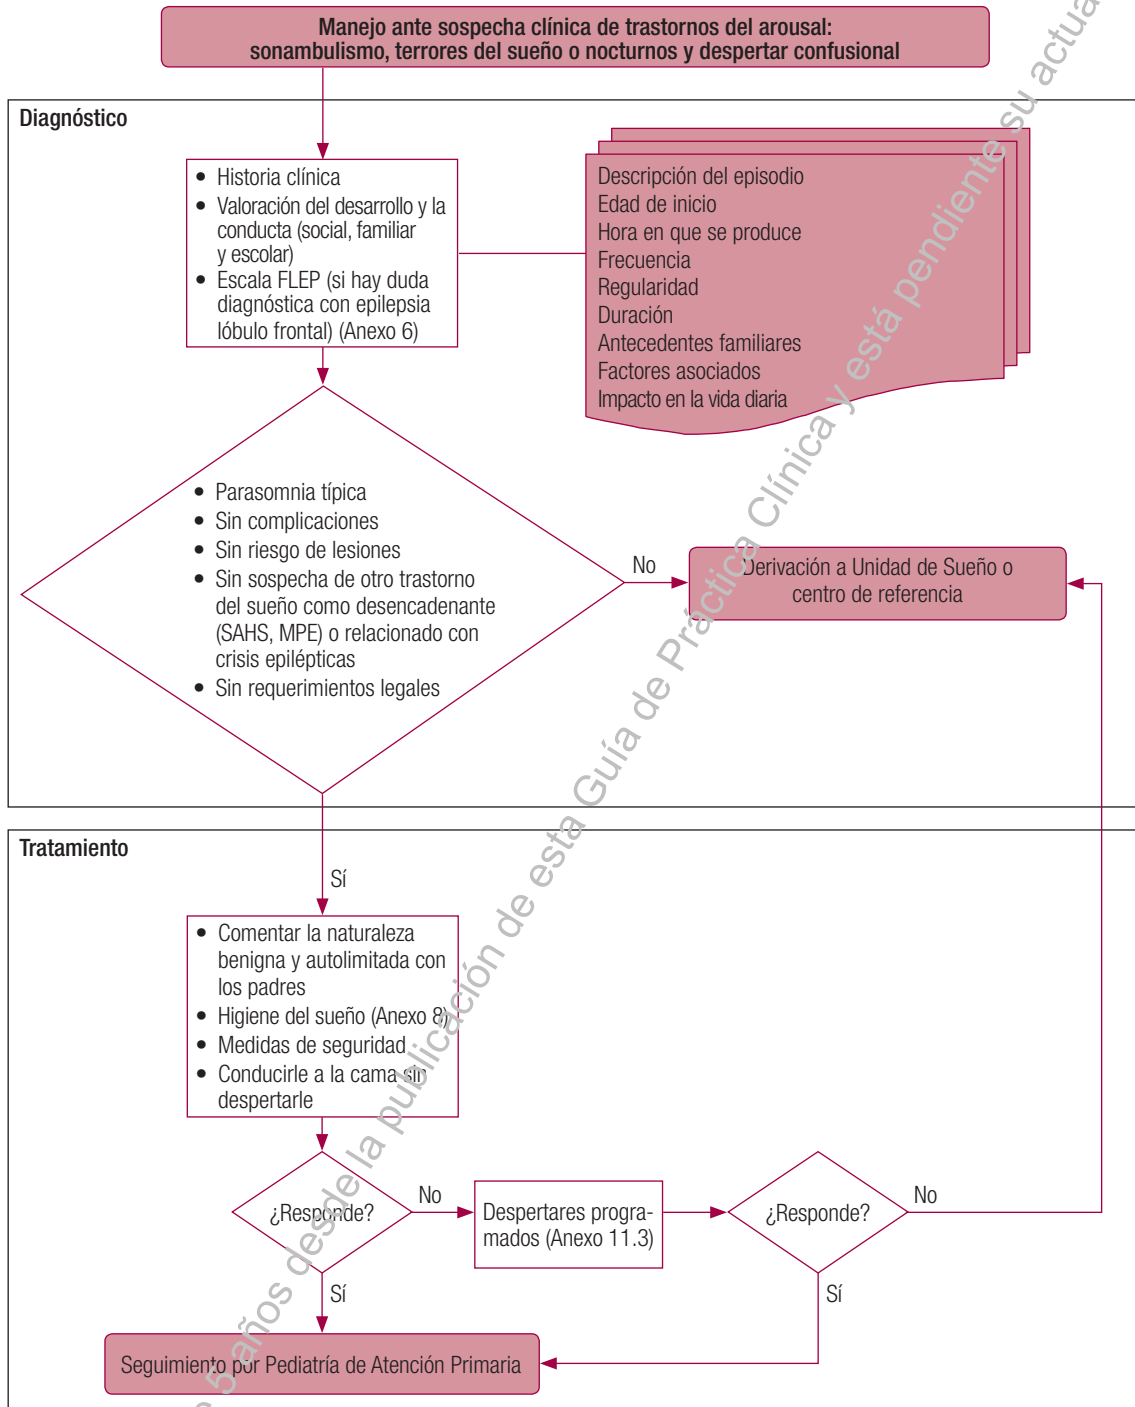 Manejo ante sospecha clínica de trastornos del arousal:
sonambulismo, terrores del sueño o nocturnos y despertar confusional
Diagnóstico
• Historia clínica
• Valoración del desarrollo y la
conducta (social, familiar
y escolar)
• Escala FLEP (si hay duda
diagnóstica con epilepsia
lóbulo frontal) (Anexo 6)
Descripción del episodio
Edad de inicio
Hora en que se produce
Frecuencia
Regularidad
Duración
Antecedentes familiares
Factores asociados
Impacto en la vida diaria
• Parasomnia típica
• Sin complicaciones
• Sin riesgo de lesiones
• Sin sospecha de otro trastorno
del sueño como desencadenante
(SAHS, MPE) o relacionado con
crisis epilépticas
• Sin requerimientos legales
No
Derivación a Unidad de Sueño o
centro de referencia
Tratamiento
Sí
• Comentar la naturaleza
benigna y autolimitada con
los padres
• Higiene del sueño (Anexo 8)
• Medidas de seguridad
• Conducirle a la cama sin
despertarle
¿Responde?
No
Despertares progra-
mados (Anexo 11.3)
¿Responde?
No
Sí
Sí
Seguimiento por Pediatría de Atención Primaria
5 años desde la publicación de esta Guía de Práctica Clínica y está pendiente su actua